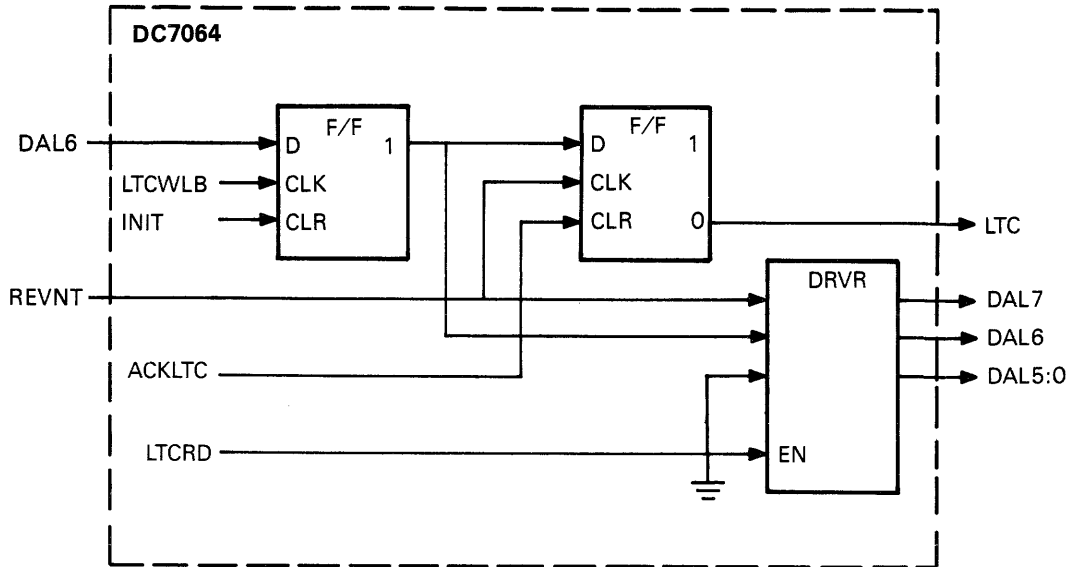 DC7064
DAL6
LTCWLB
INIT
F/F
D 1
CLK
CLR
F/F
D 1
CLK
CLR 0
LTC
REVNT
DRVR
DAL7
DAL6
DAL5:0
ACKLTC
LTCRD
EN